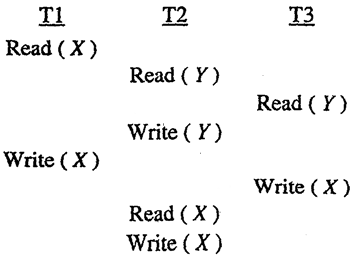 T1 T2 T3
Read ( X )
Read ( Y )
Read ( Y )
Write ( Y )
Write ( X )
Write ( X )
Read ( X )
Write ( X )